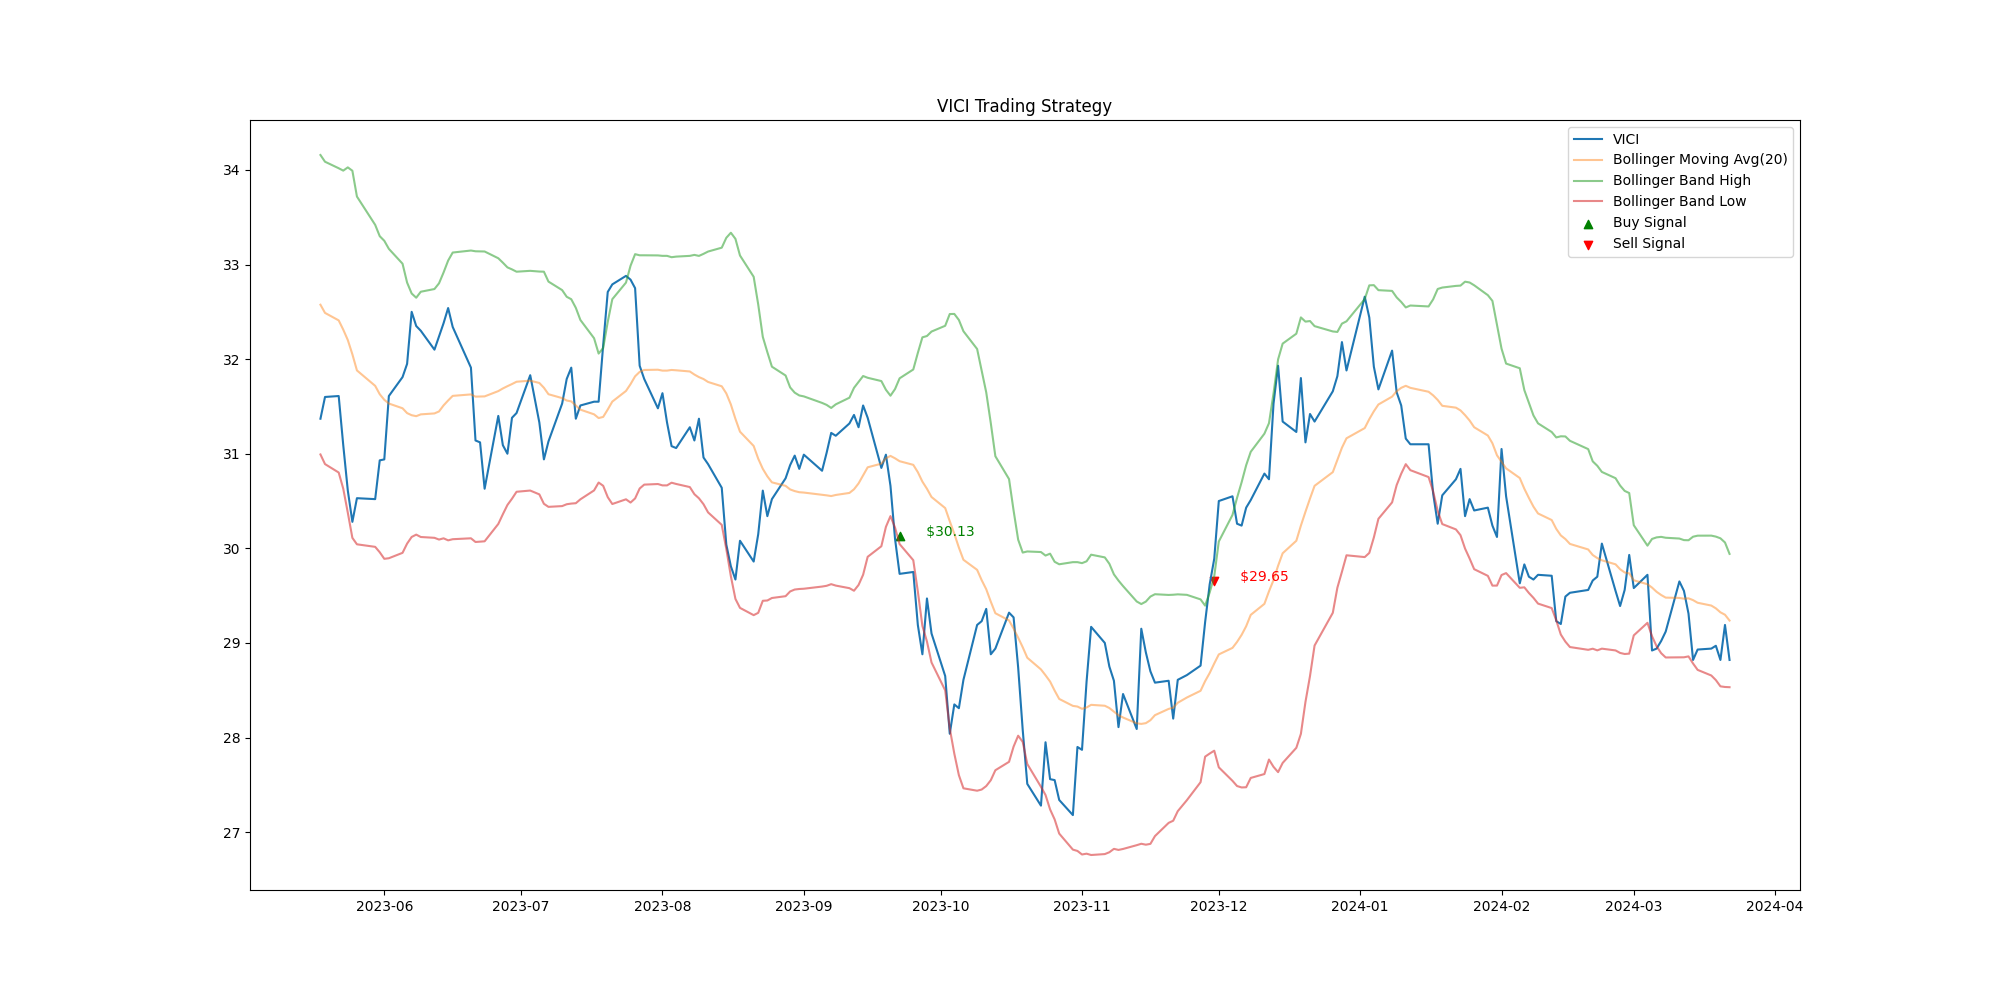 VICI Trading Strategy
VICI
Bollinger Moving Avg(20)
Bollinger Band High
Bollinger Band Low
Buy Signal
Sell Signal
34
33
32
31
30
29
28
27
$30.13
$29.65
2023-06 2023-07 2023-08 2023-09 2023-10 2023-11 2023-12 2024-01 2024-02 2024-03 2024-04